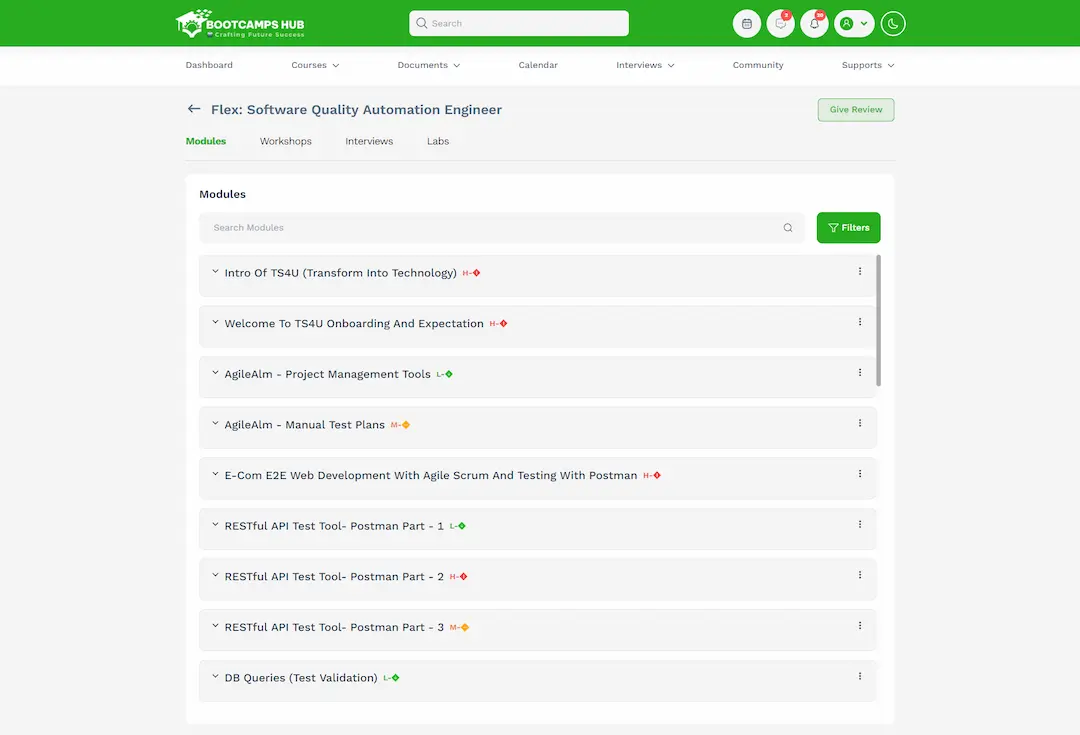 BOOTCAMPS HUB
Crafting Future Success
Search
Dashboard
Courses
Documents
Calendar
Interviews
Community
Supports
Flex: Software Quality Automation Engineer
Give Review
Modules
Workshops
Interviews
Labs
Modules
Search Modules
Filters
Intro Of TS4U (Transform Into Technology) H-
Welcome To TS4U Onboarding And Expectation H-
AgileAlm - Project Management Tools L-
AgileAlm - Manual Test Plans M-
E-Com E2E Web Development With Agile Scrum And Testing With Postman H-
RESTful API Test Tool- Postman Part - 1 L-
RESTful API Test Tool- Postman Part - 2 H-
RESTful API Test Tool- Postman Part - 3 M-
DB Queries (Test Validation) L-